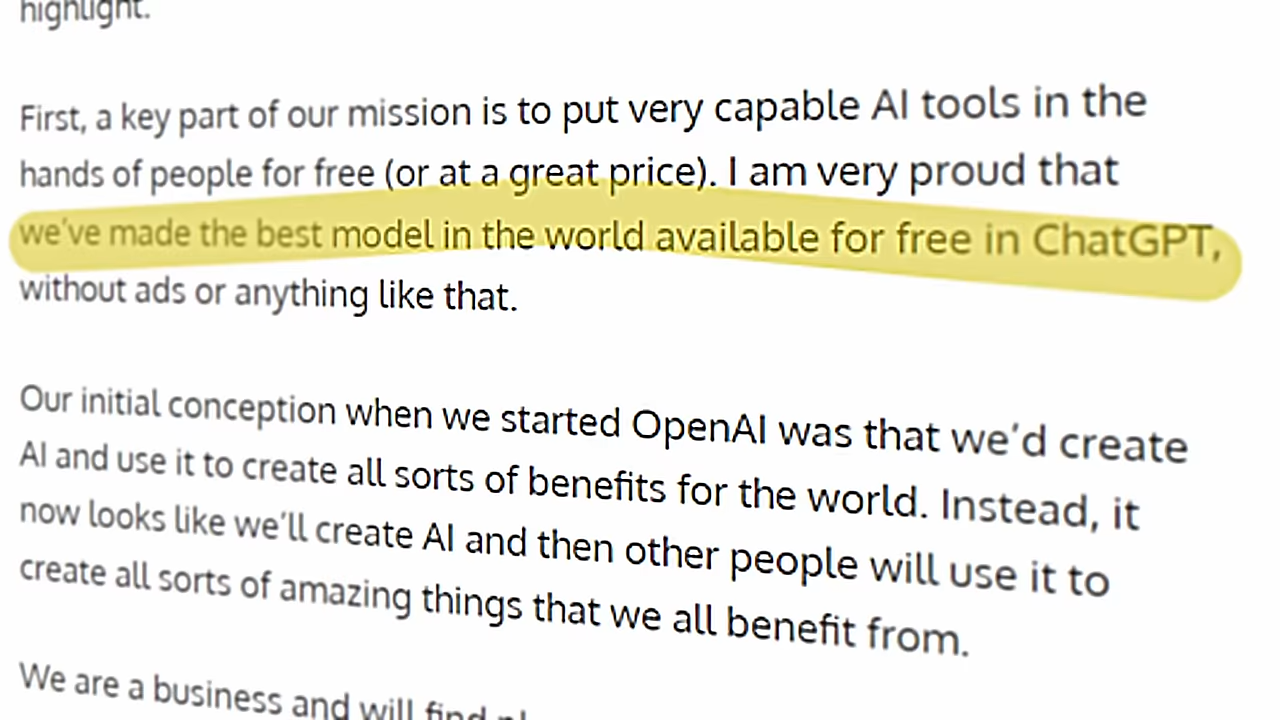 highlight.
First, a key part of our mission is to put very capable AI tools in the
hands of people for free (or at a great price). I am very proud that
we've made the best model in the world available for free in ChatGPT,
without ads or anything like that.
Our initial conception when we started OpenAI was that we'd create
AI and use it to create all sorts of benefits for the world. Instead, it
now looks like we'll create AI and then other people will use it to
create all sorts of amazing things that we all benefit from.
We are a business and will find